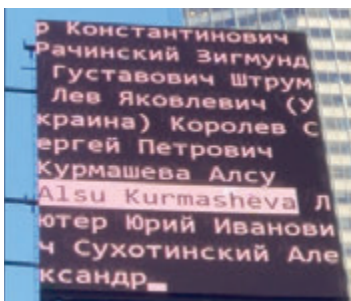 р Константинович
Рачинский Зигмунд
Густавович Штрум
Лев Яковлевич (У
краина) Королев С
ергей Петрович
Курмашева Алсу
Alsu Kurmasheva Л
ютер Юрий Иванови
ч Сухотинский Але
ксандр_